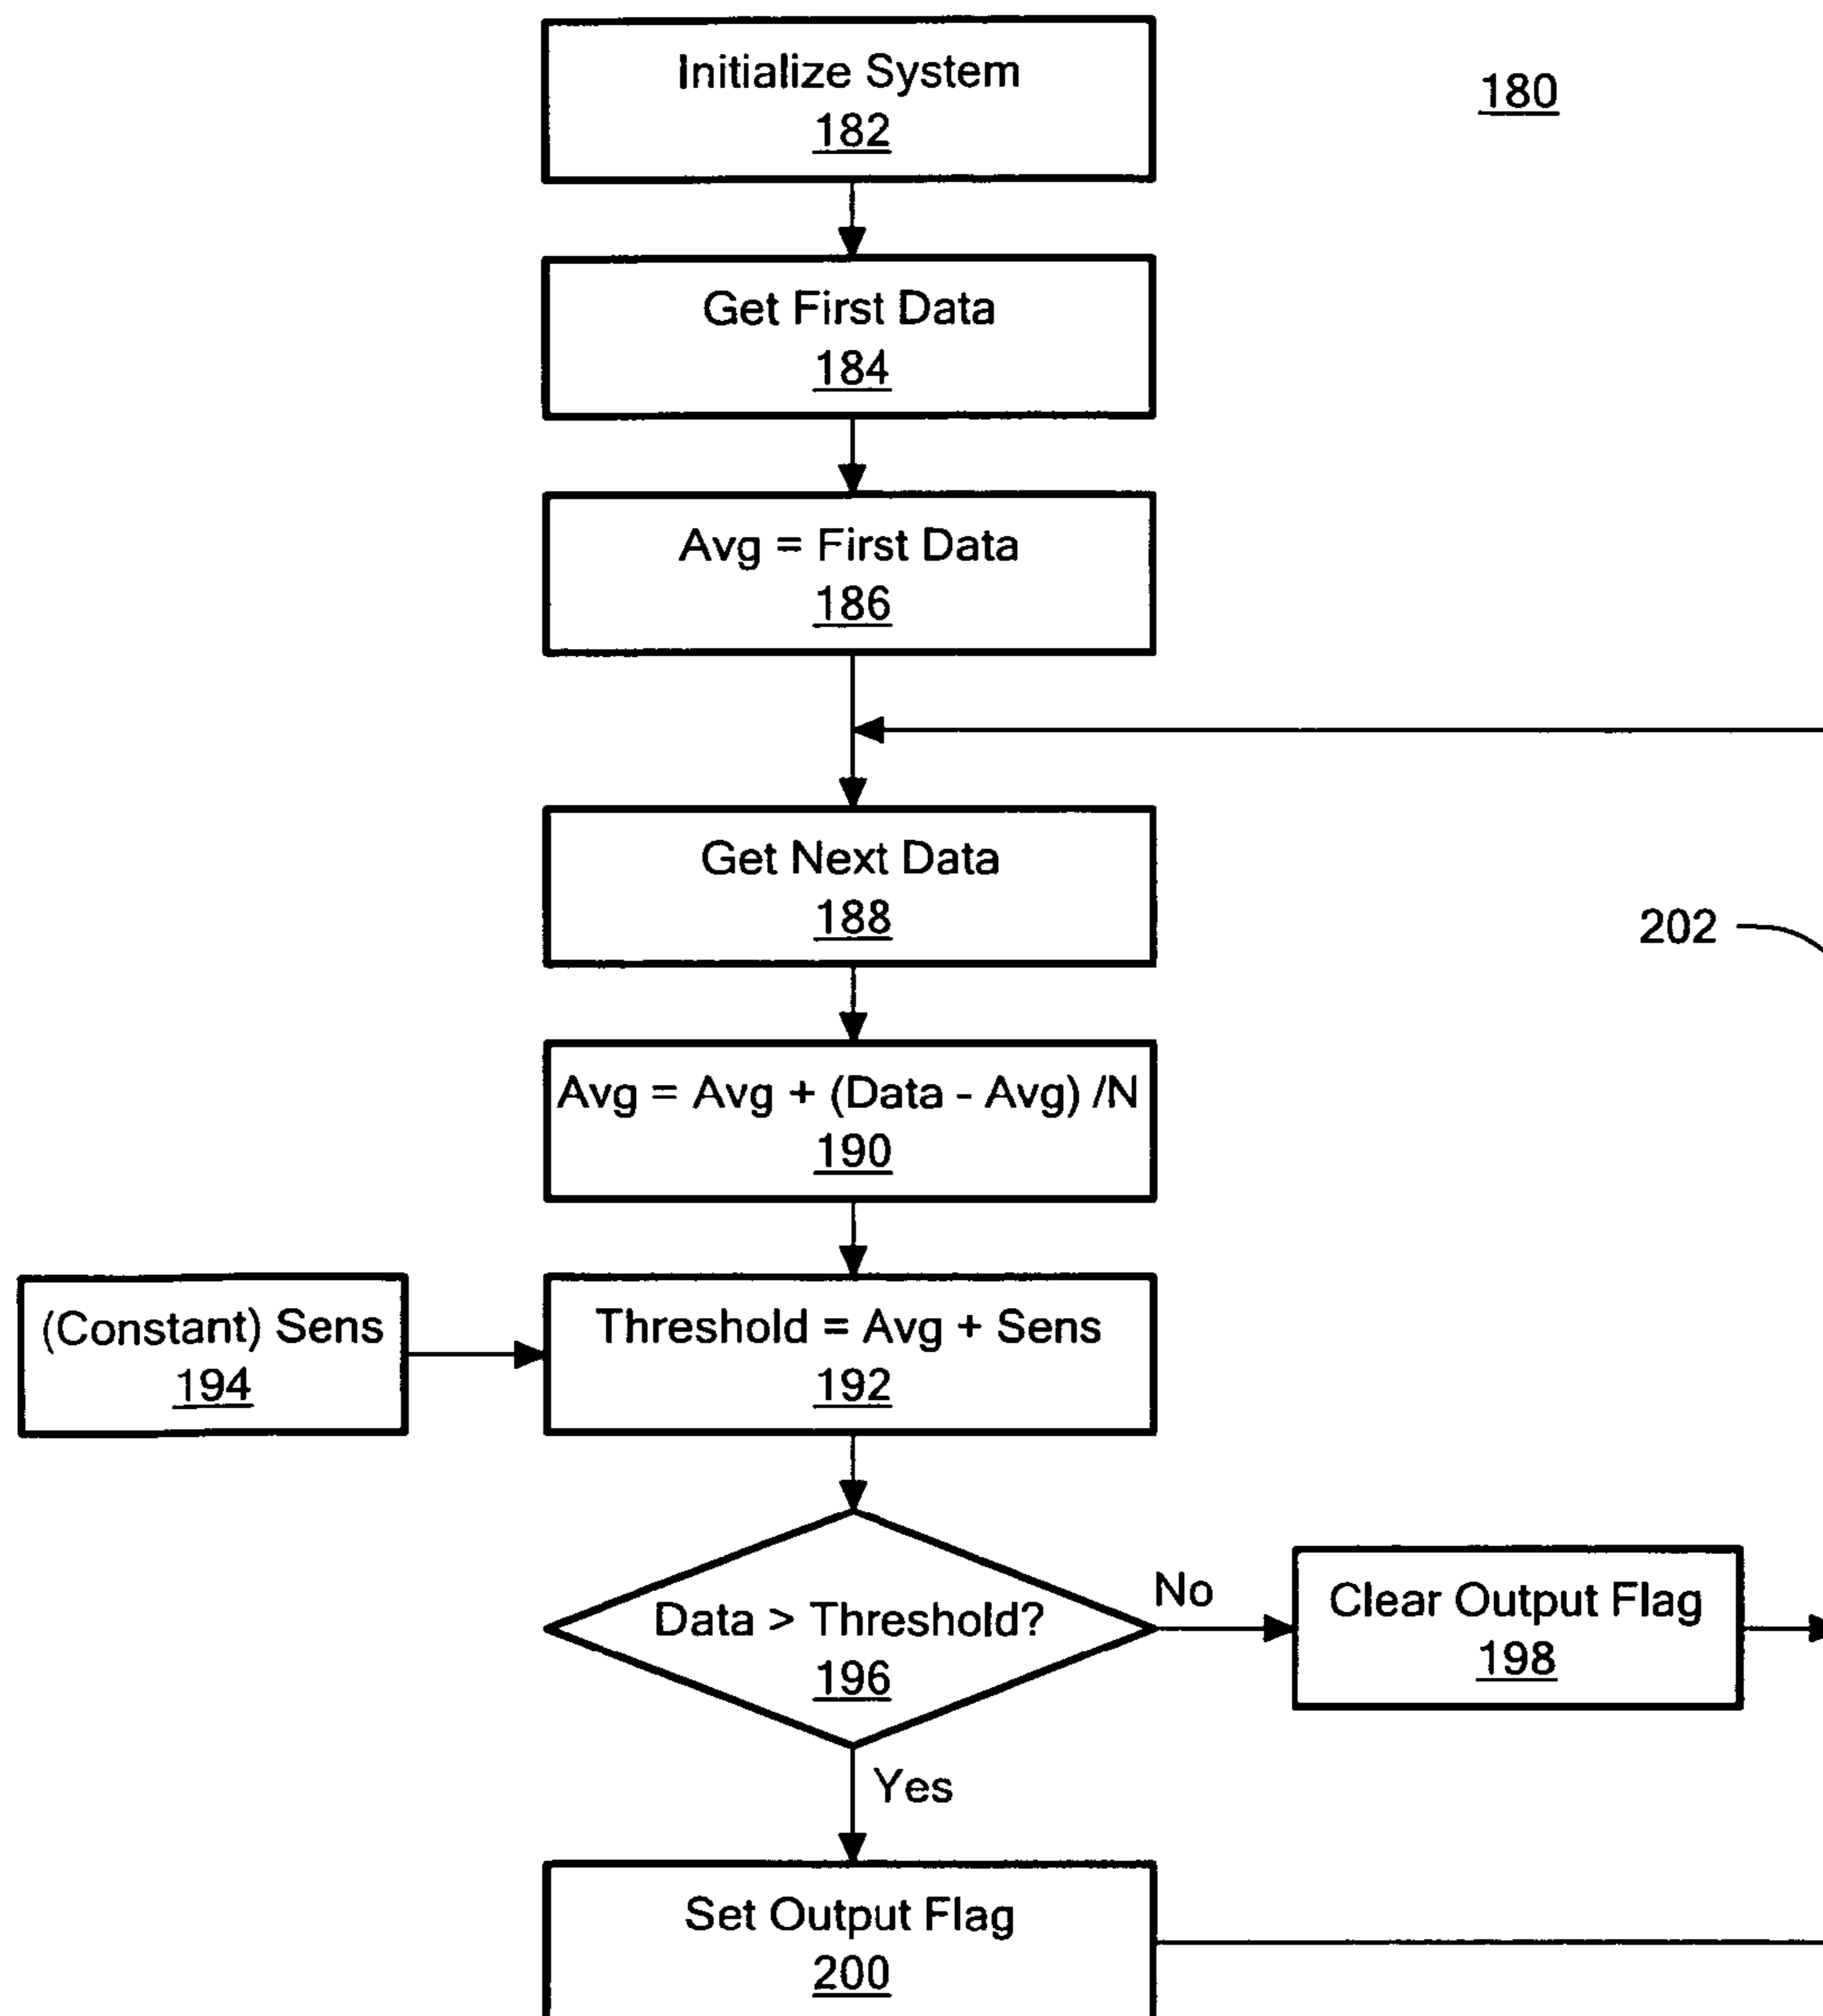 Initialize System
182
180
Get First Data
184
Avg = First Data
186
Get Next Data
188
202
Avg = Avg + (Data - Avg) /N
190
(Constant) Sens
194
Threshold = Avg + Sens
192
Data > Threshold?
196
No
Clear Output Flag
198
Yes
Set Output Flag
200